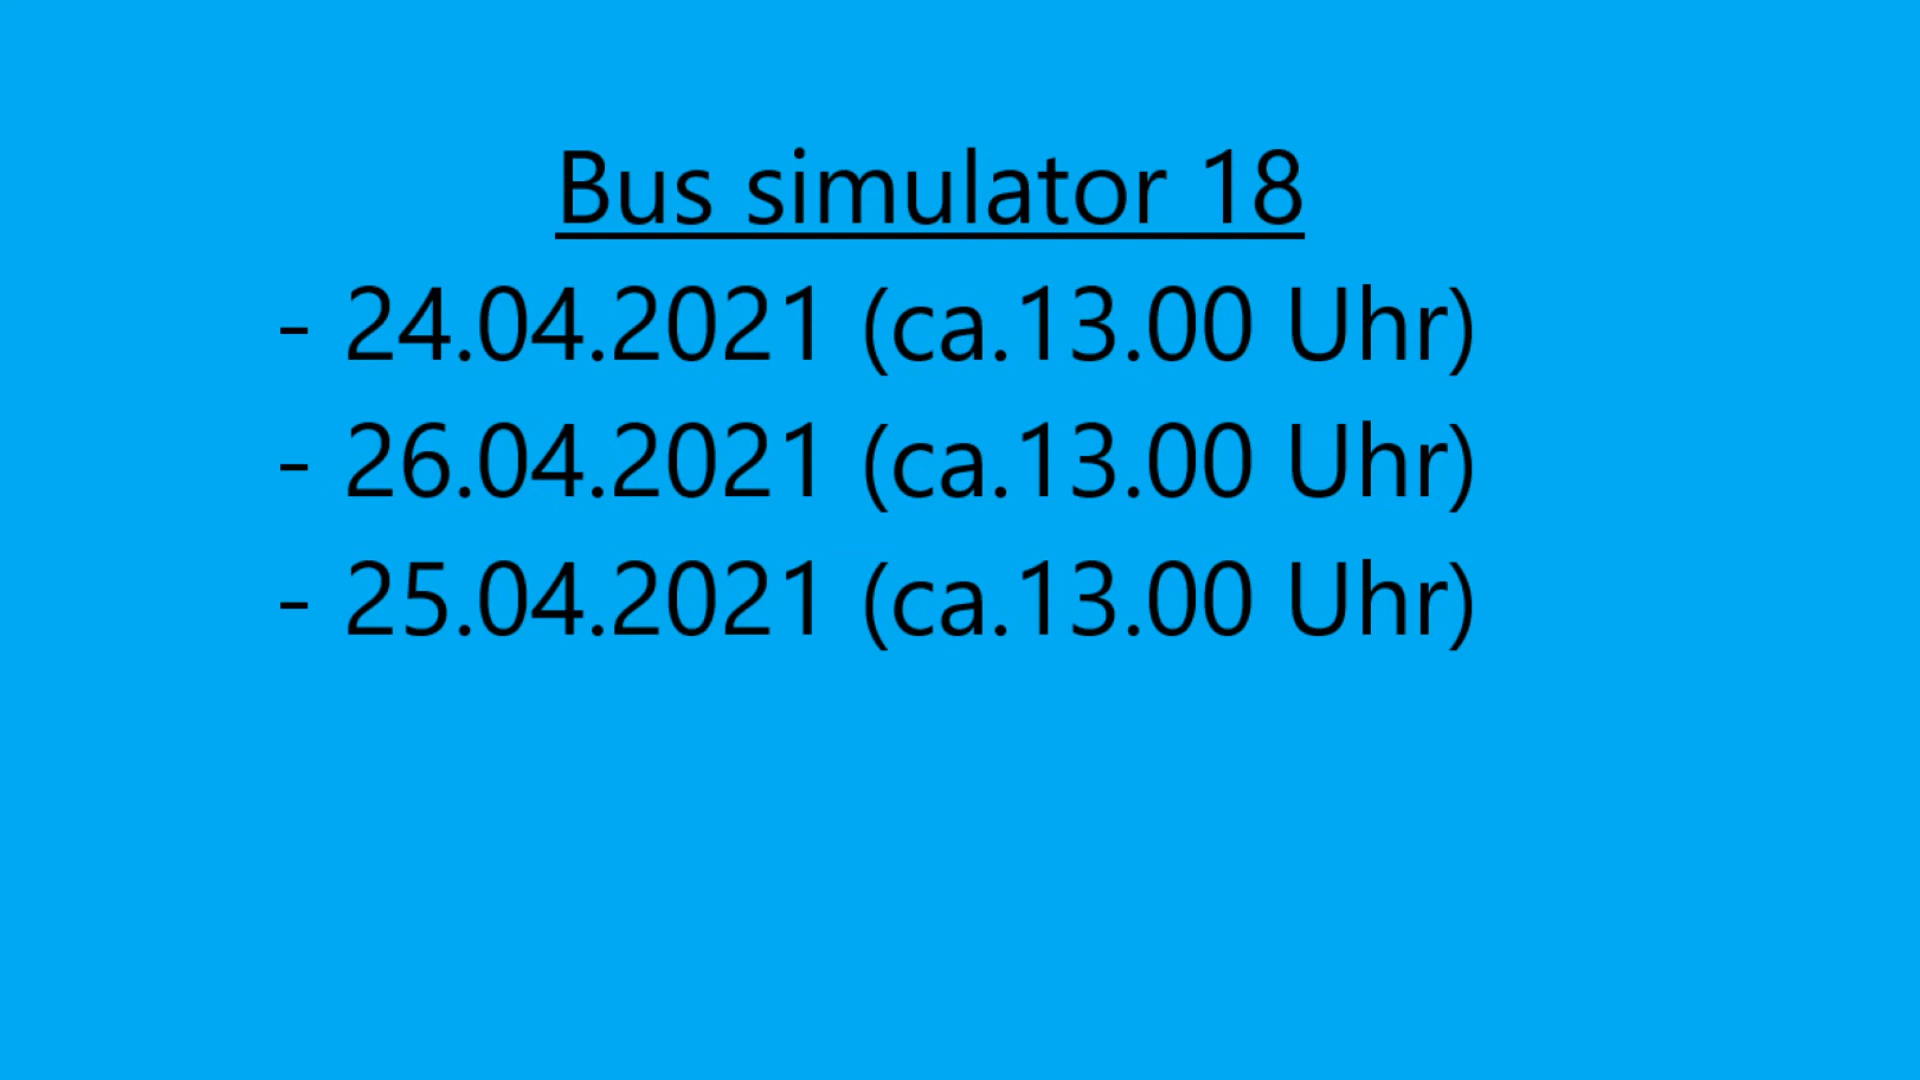 Bus simulator 18
- 24.04.2021 (ca.13.00 Uhr)
- 26.04.2021 (ca.13.00 Uhr)
- 25.04.2021 (ca.13.00 Uhr)